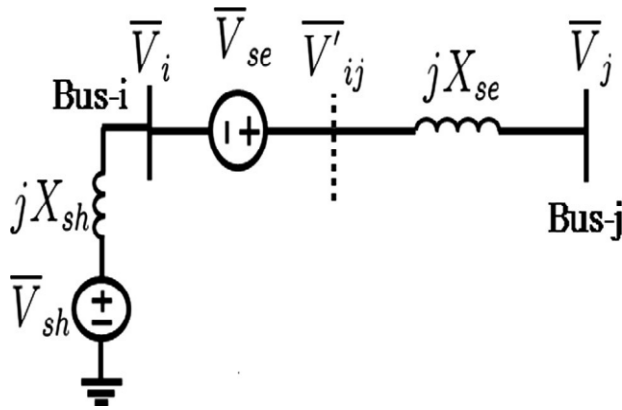 V̅ᵢ
V̅ₛₑ
V̅'ᵢⱼ
jXₛₑ
V̅ⱼ
Bus-i
jXₛₕ
Bus-j
V̅ₛₕ